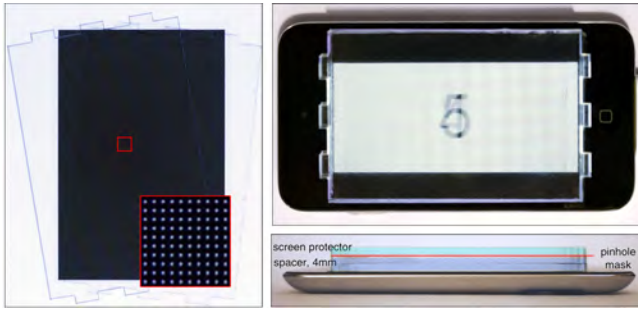 5
screen protector
spacer, 4mm
pinhole
mask